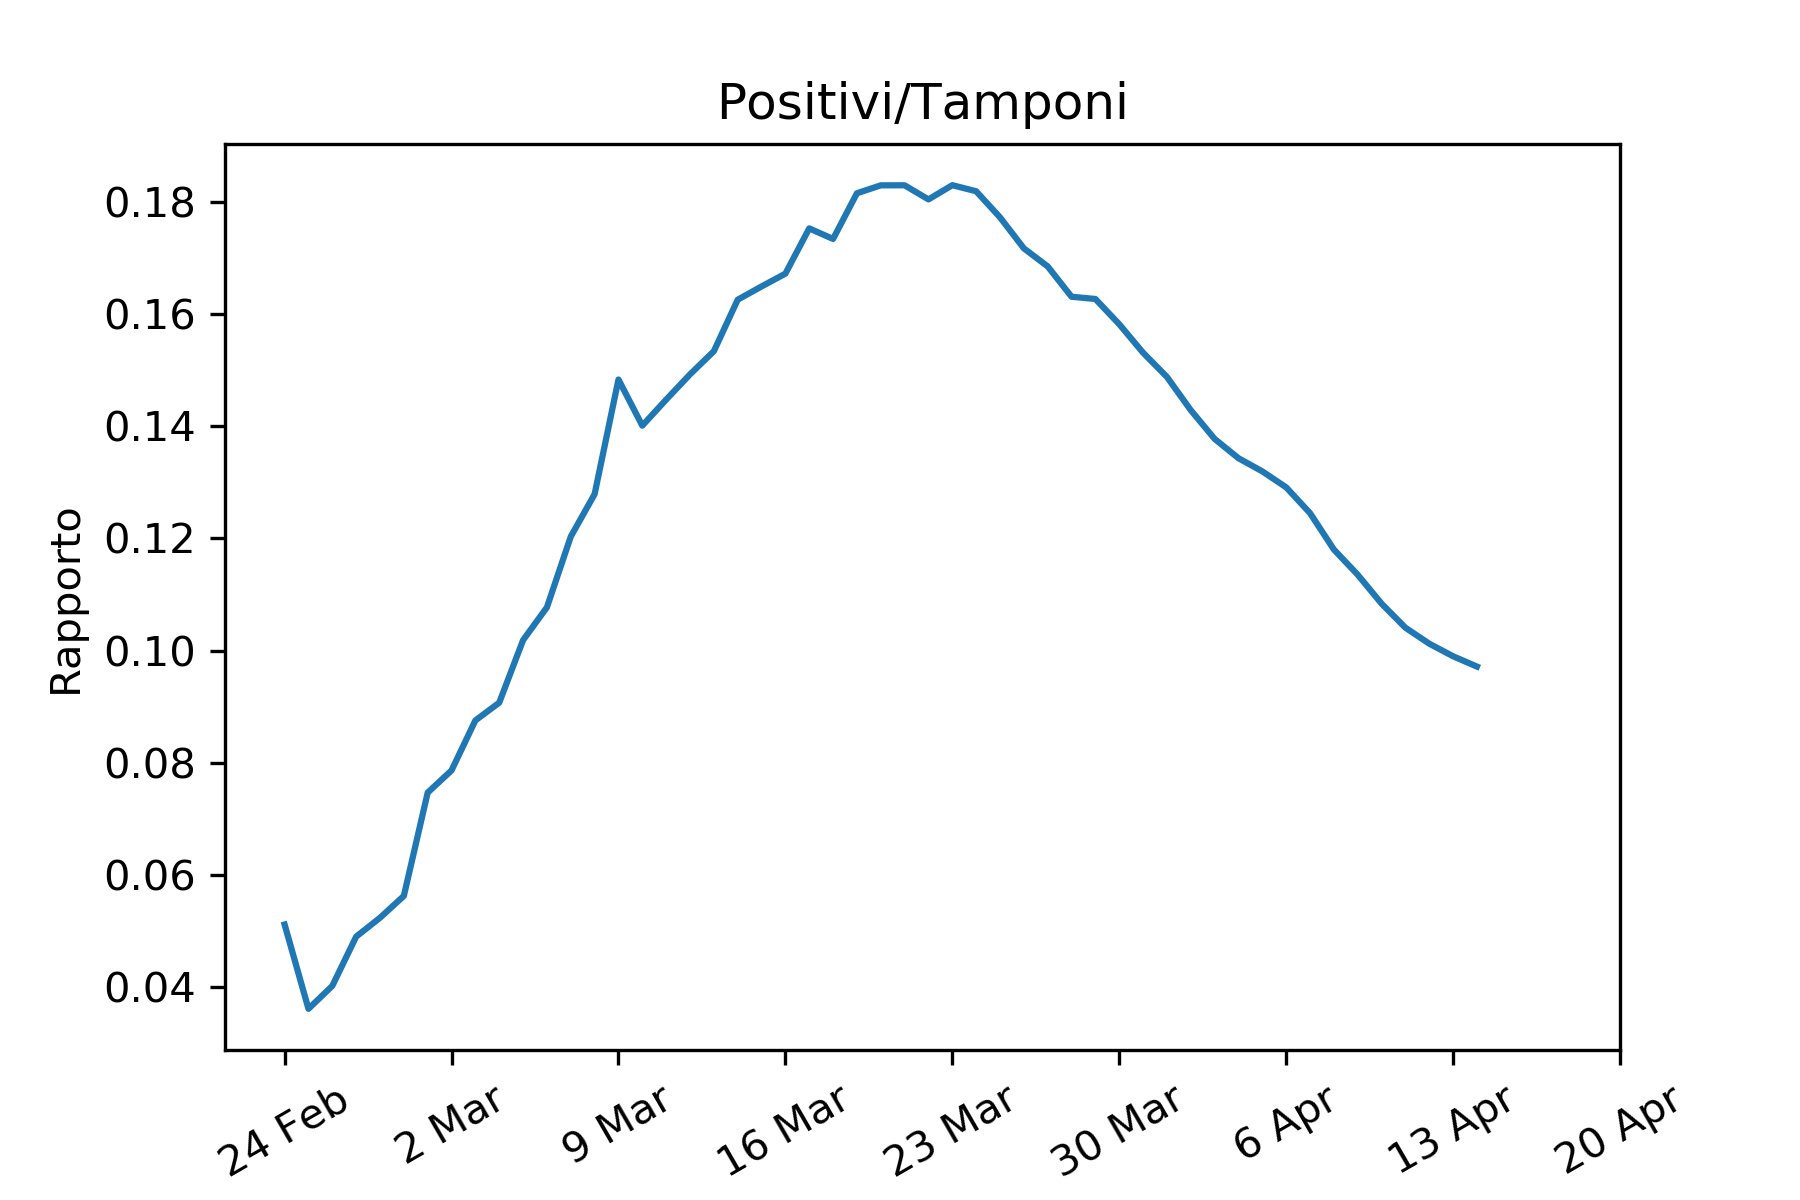 Positivi/Tamponi
Rapporto
0.18
0.16
0.14
0.12
0.10
0.08
0.06
0.04
24 Feb
2 Mar
9 Mar
16 Mar
23 Mar
30 Mar
6 Apr
13 Apr
20 Apr